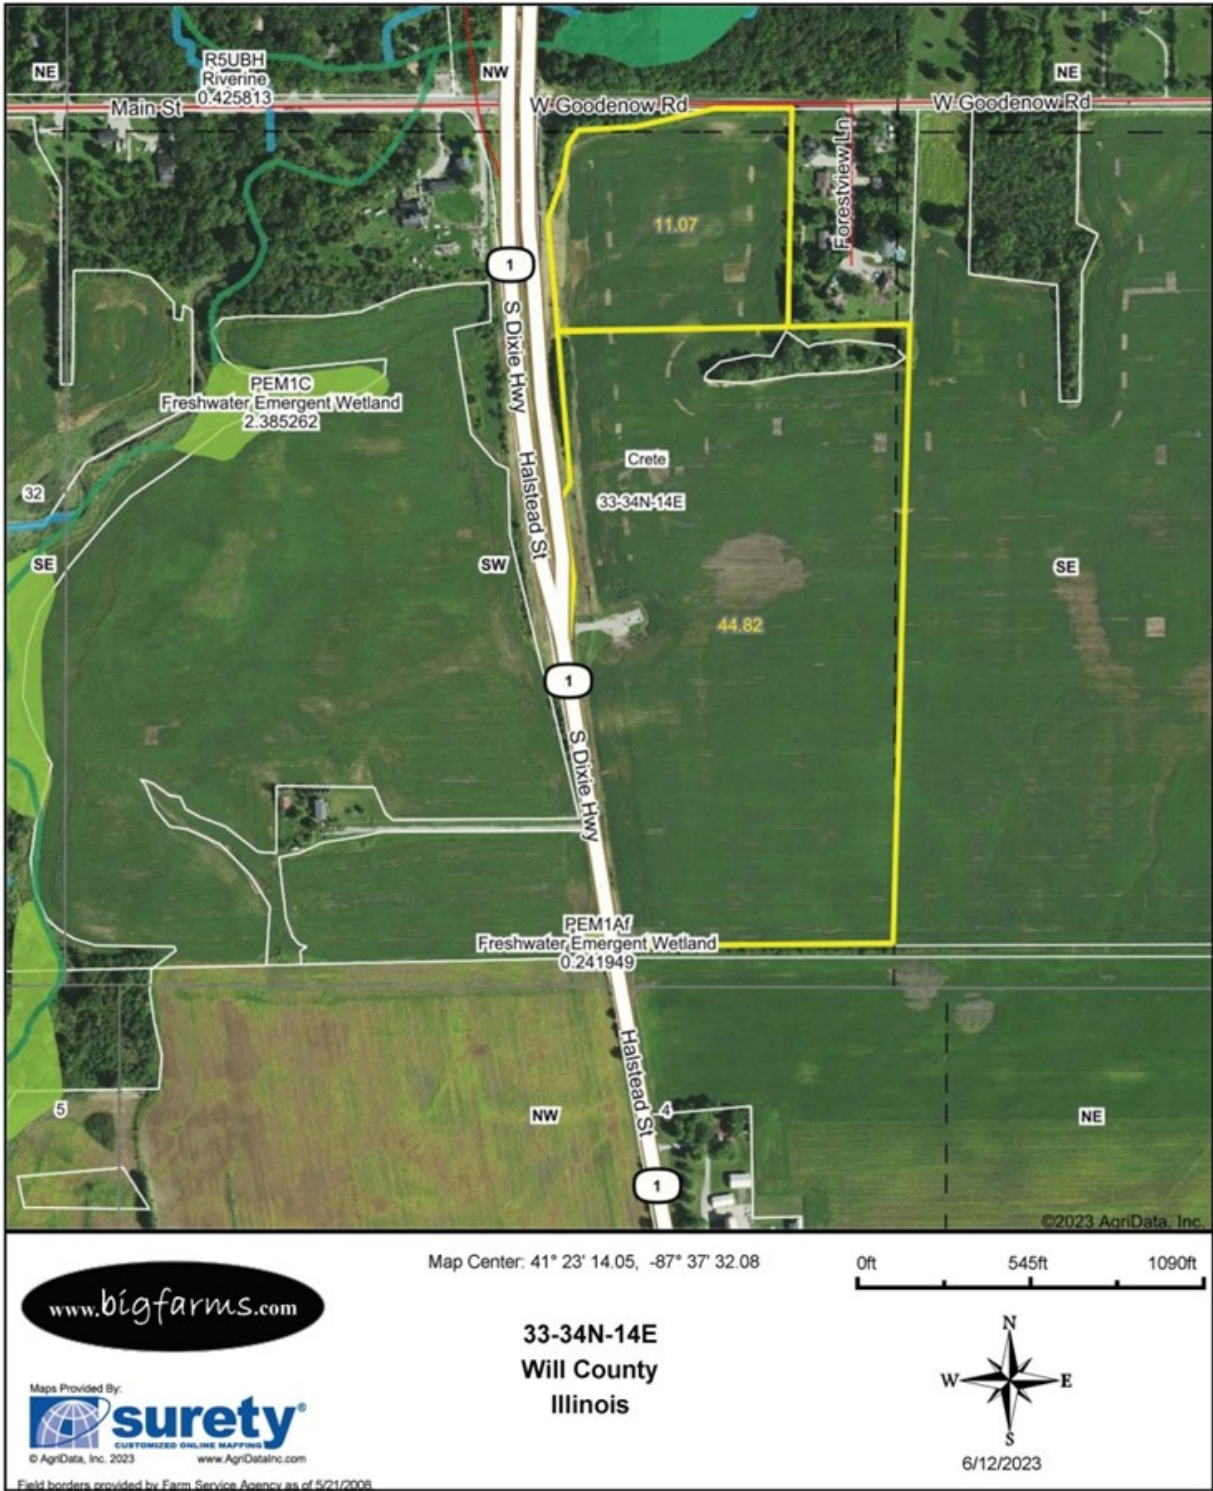 R5UBH
Riverine
0.425813
NE
NW
NE
Main St
W Goodenow Rd
W Goodenow Rd
Forestview Ln
11.07
1
S Dixie Hwy
PEM1C
Freshwater Emergent Wetland
2.385262
Halstead St
Crete
33-34N-14E
32
SE
SW
SE
44.82
1
S Dixie Hwy
PEM1Af
Freshwater Emergent Wetland
0.241949
Halstead St
5
NW
4
NE
1
©2023 AgriData, Inc.
Map Center: 41° 23' 14.05, -87° 37' 32.08
0ft 545ft 1090ft
www.bigfarms.com
33-34N-14E
Will County
Illinois
N
W E
S
6/12/2023
Maps Provided By:
surety®
CUSTOMIZED ONLINE MAPPING
© AgriData, Inc. 2023 www.AgriDataInc.com
Field borders provided by Farm Service Agency as of 5/21/2008.